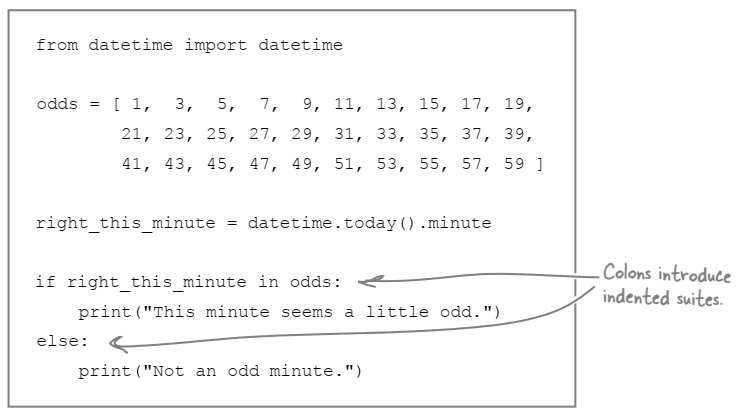 from datetime import datetime
odds = [ 1,  3,  5,  7,  9, 11, 13, 15, 17, 19,
        21, 23, 25, 27, 29, 31, 33, 35, 37, 39,
        41, 43, 45, 47, 49, 51, 53, 55, 57, 59 ]
right_this_minute = datetime.today().minute
if right_this_minute in odds:
    print("This minute seems a little odd.")
else:
    print("Not an odd minute.")
Colons introduce
indented suites.